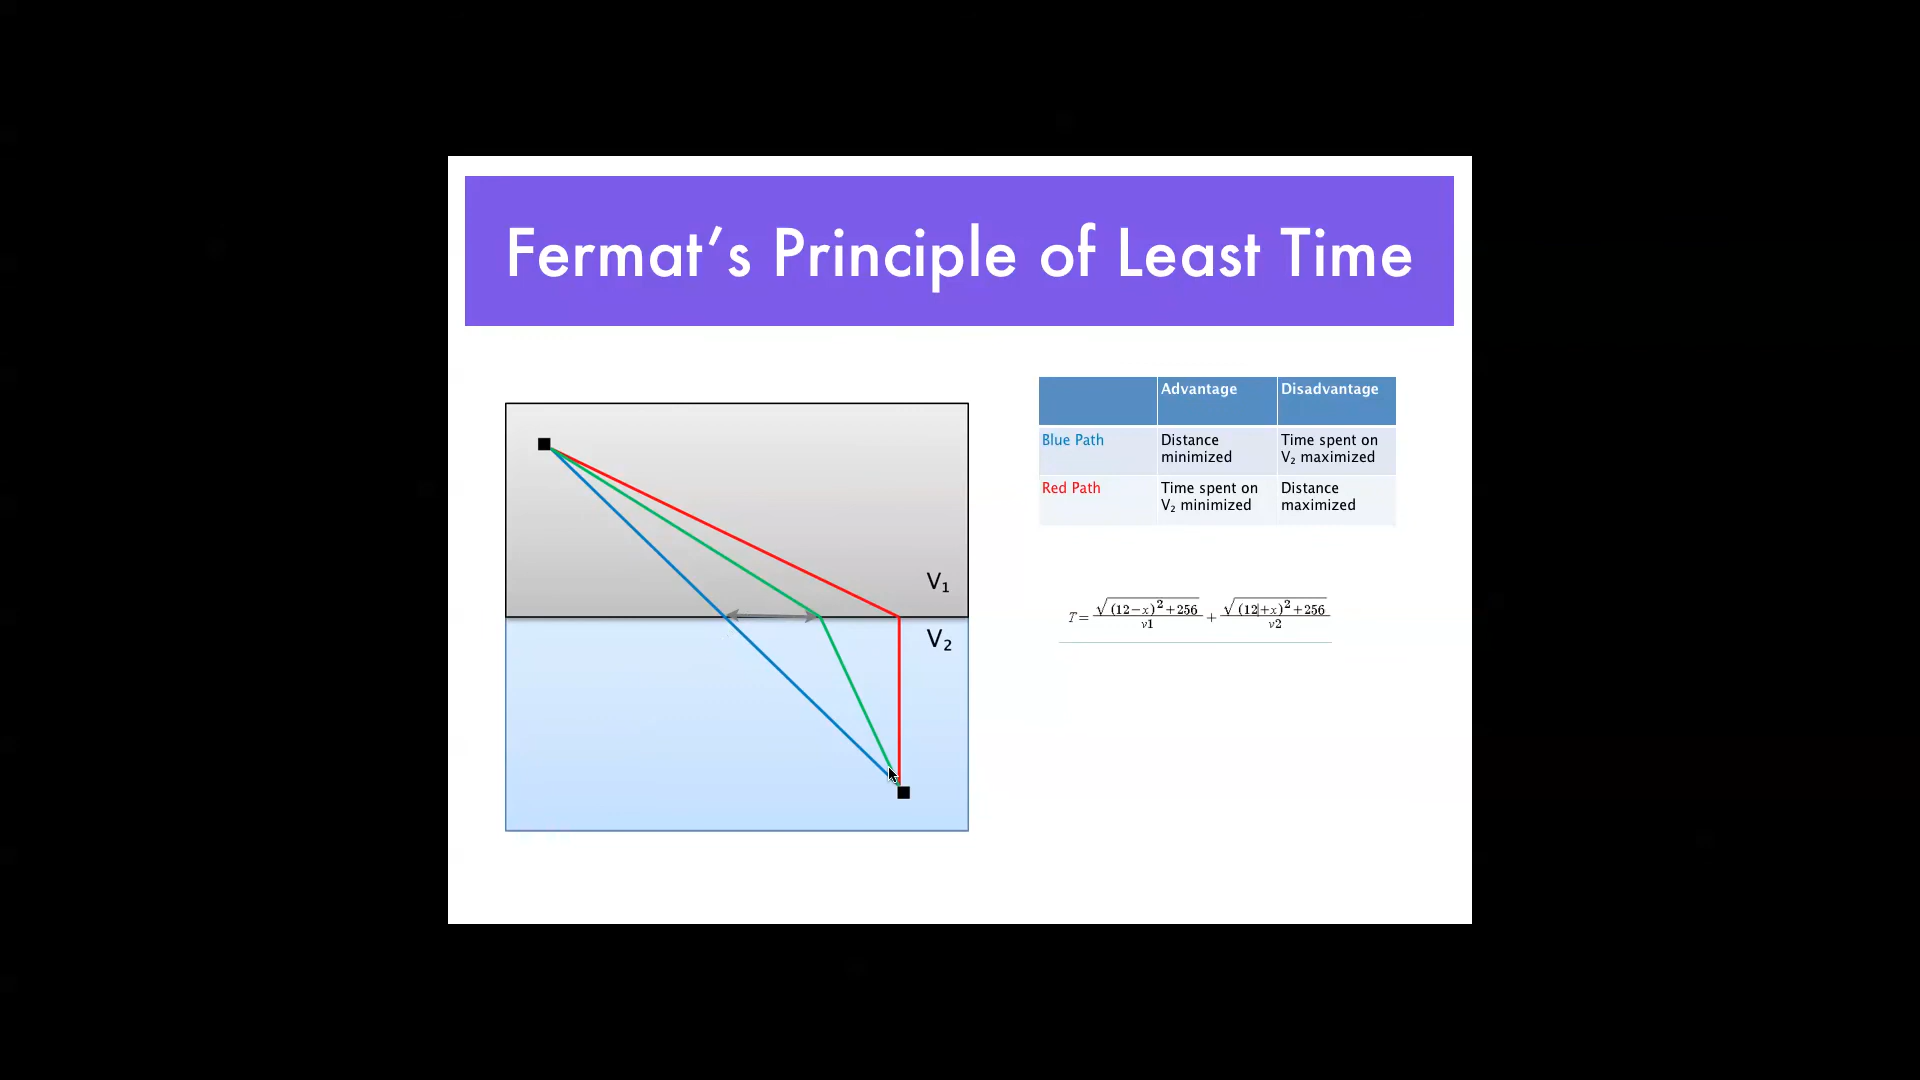 Fermat’s Principle of Least Time
V₁
V₂
Advantage Disadvantage
Blue Path Distance minimized Time spent on V₂ maximized
Red Path Time spent on V₂ minimized Distance maximized
T = √((12−x)²+256)/v1 + √((12+x)²+256)/v2